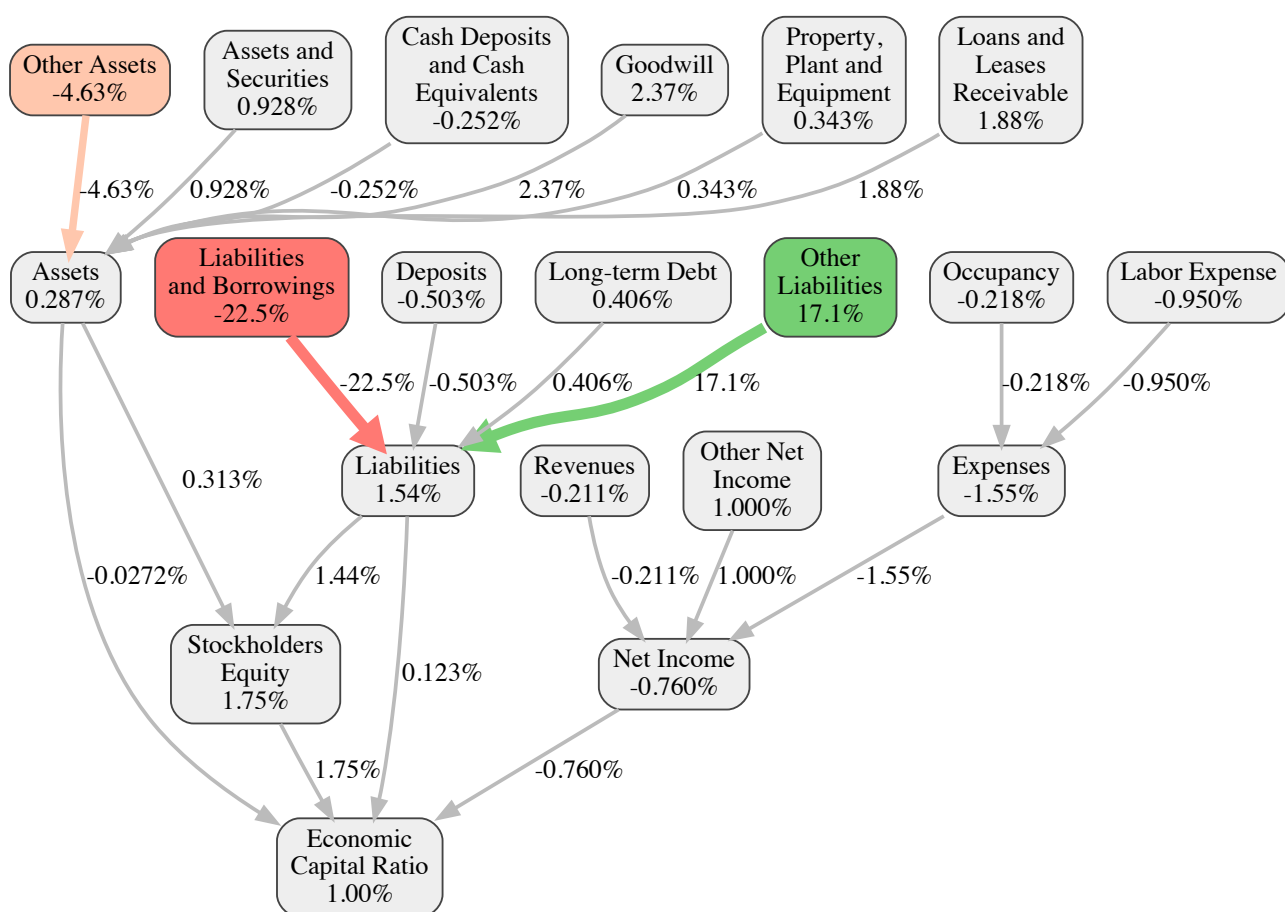 Other Assets
-4.63%
Assets and
Securities
0.928%
Cash Deposits
and Cash
Equivalents
-0.252%
Goodwill
2.37%
Property,
Plant and
Equipment
0.343%
Loans and
Leases
Receivable
1.88%
-4.63%
0.928%
-0.252%
2.37%
0.343%
1.88%
Assets
0.287%
Liabilities
and Borrowings
-22.5%
Deposits
-0.503%
Long-term Debt
0.406%
Other
Liabilities
17.1%
Occupancy
-0.218%
Labor Expense
-0.950%
-22.5%
-0.503%
0.406%
17.1%
-0.218%
-0.950%
0.313%
Liabilities
1.54%
Revenues
-0.211%
Other Net
Income
1.000%
Expenses
-1.55%
-0.0272%
1.44%
-0.211%
1.000%
-1.55%
Stockholders
Equity
1.75%
0.123%
Net Income
-0.760%
1.75%
-0.760%
Economic
Capital Ratio
1.00%